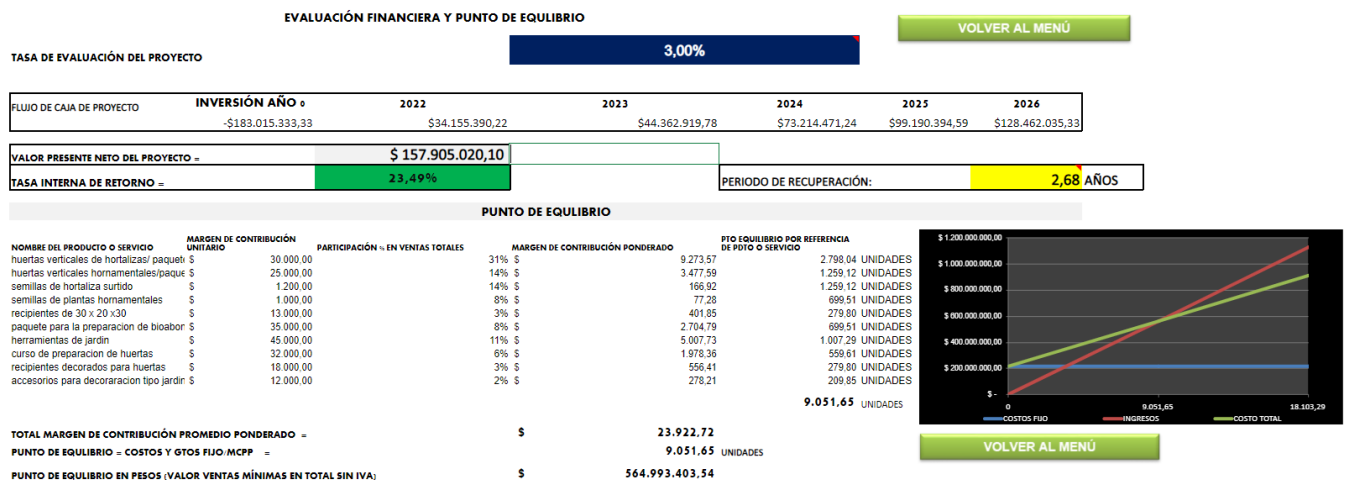 EVALUACIÓN FINANCIERA Y PUNTO DE EQULIBRIO
VOLVER AL MENÚ
TASA DE EVALUACIÓN DEL PROYECTO 3,00%
FLUJO DE CAJA DE PROYECTO INVERSIÓN AÑO 0 2022 2023 2024 2025 2026
-$183.015.333,33 $34.155.390,22 $44.362.919,78 $73.214.471,24 $99.190.394,59 $128.462.035,33
VALOR PRESENTE NETO DEL PROYECTO = $ 157.905.020,10
TASA INTERNA DE RETORNO = 23,49% PERIODO DE RECUPERACIÓN: 2,68 AÑOS
PUNTO DE EQULIBRIO
NOMBRE DEL PRODUCTO O SERVICIO MARGEN DE CONTRIBUCIÓN UNITARIO PARTICIPACIÓN % EN VENTAS TOTALES MARGEN DE CONTRIBUCIÓN PONDERADO PTO EQUILIBRIO POR REFERENCIA DE PDTO O SERVICIO
huertas verticales de hortalizas/ paquete $ 30.000,00 31% $ 9.273,57 2.798,04 UNIDADES
huertas verticales hornamentales/paque $ 25.000,00 14% $ 3.477,59 1.259,12 UNIDADES
semillas de hortaliza surtido $ 1.200,00 14% $ 166,92 1.259,12 UNIDADES
semillas de plantas hornamentales $ 1.000,00 8% $ 77,28 699,51 UNIDADES
recipientes de 30 x 20 x30 $ 13.000,00 3% $ 401,85 279,80 UNIDADES
paquete para la preparacion de bioabor $ 35.000,00 8% $ 2.704,79 699,51 UNIDADES
herramientas de jardin $ 45.000,00 11% $ 5.007,73 1.007,29 UNIDADES
curso de preparacion de huertas $ 32.000,00 6% $ 1.978,36 559,61 UNIDADES
recipientes decorados para huertas $ 18.000,00 3% $ 556,41 279,80 UNIDADES
accesorios para decoraracion tipo jardin $ 12.000,00 2% $ 278,21 209,85 UNIDADES
9.051,65 UNIDADES
TOTAL MARGEN DE CONTRIBUCIÓN PROMEDIO PONDERADO = $ 23.922,72
PUNTO DE EQULIBRIO = COSTOS Y GTOS FIJO/MCPP = 9.051,65 UNIDADES
PUNTO DE EQULIBRIO EN PESOS (VALOR VENTAS MÍNIMAS EN TOTAL SIN IVA) $ 564.993.403,54
$ 1.200.000.000,00
$ 1.000.000.000,00
$ 800.000.000,00
$ 600.000.000,00
$ 400.000.000,00
$ 200.000.000,00
$ -
0 9.051,65 18.103,29
COSTOS FIJO INGRESOS COSTO TOTAL
VOLVER AL MENÚ